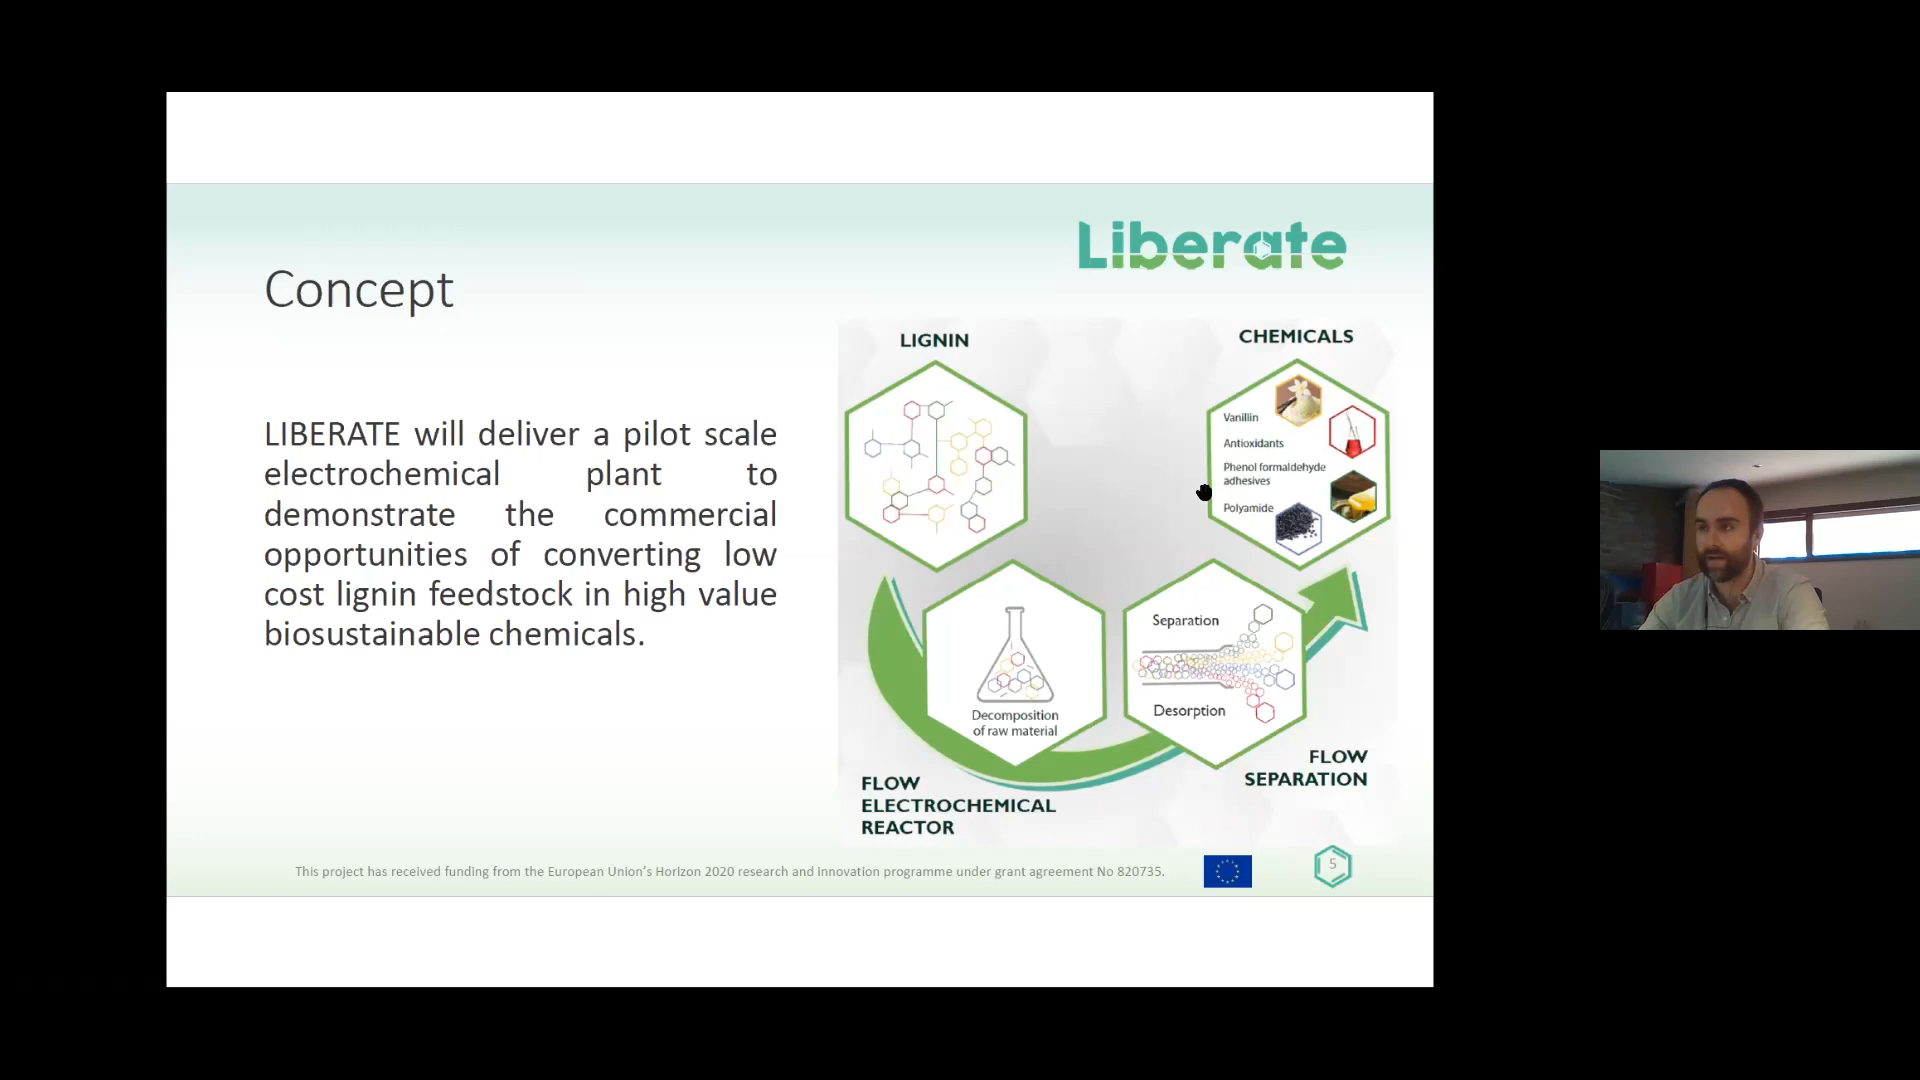 Liberate
Concept
LIBERATE will deliver a pilot scale
electrochemical plant to
demonstrate the commercial
opportunities of converting low
cost lignin feedstock in high value
biosustainable chemicals.
LIGNIN
CHEMICALS
Vanillin
Antioxidants
Phenol formaldehyde
adhesives
Polyamide
Decomposition
of raw material
Separation
Desorption
FLOW
ELECTROCHEMICAL
REACTOR
FLOW
SEPARATION
This project has received funding from the European Union's Horizon 2020 research and innovation programme under grant agreement No 820735.
5